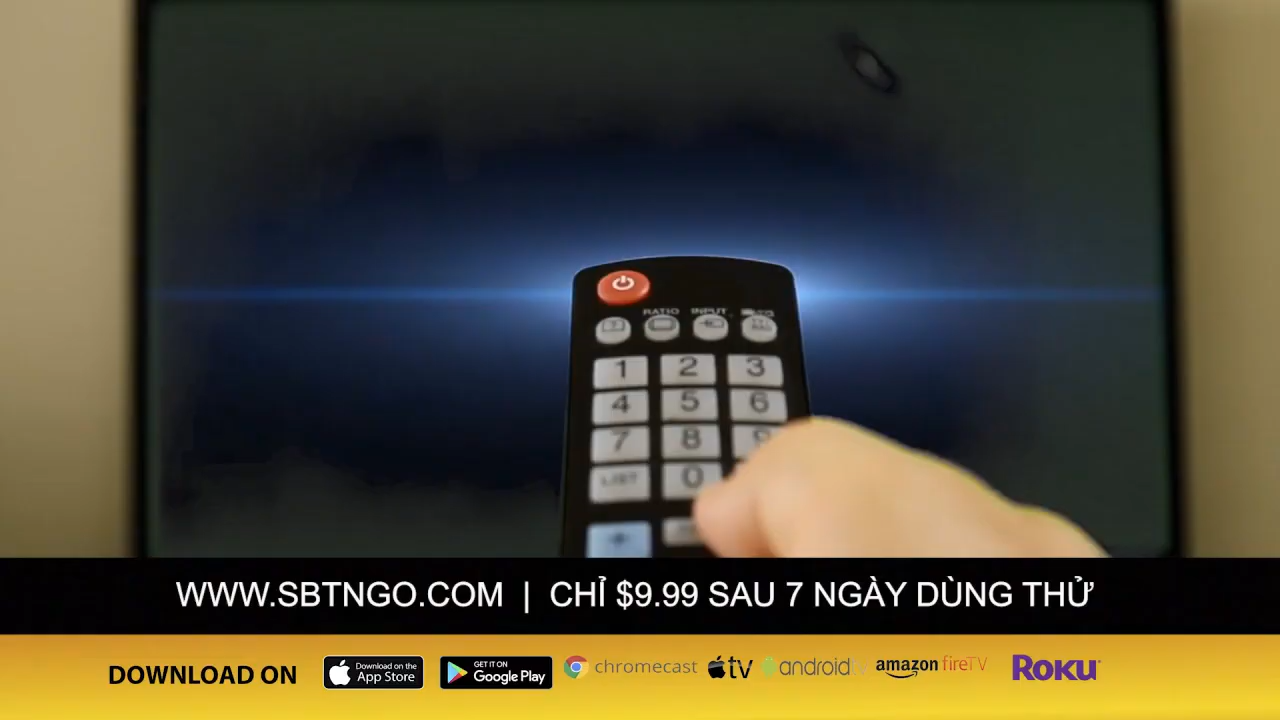 RATIO INPUT
1 2 3
4 5 6
7 8 9
LIST 0
WWW.SBTNGO.COM | CHỈ $9.99 SAU 7 NGÀY DÙNG THỬ
DOWNLOAD ON
Download on the
App Store
GET IT ON
Google Play
chromecast
tv
androidtv
amazon fireTV
ROKU